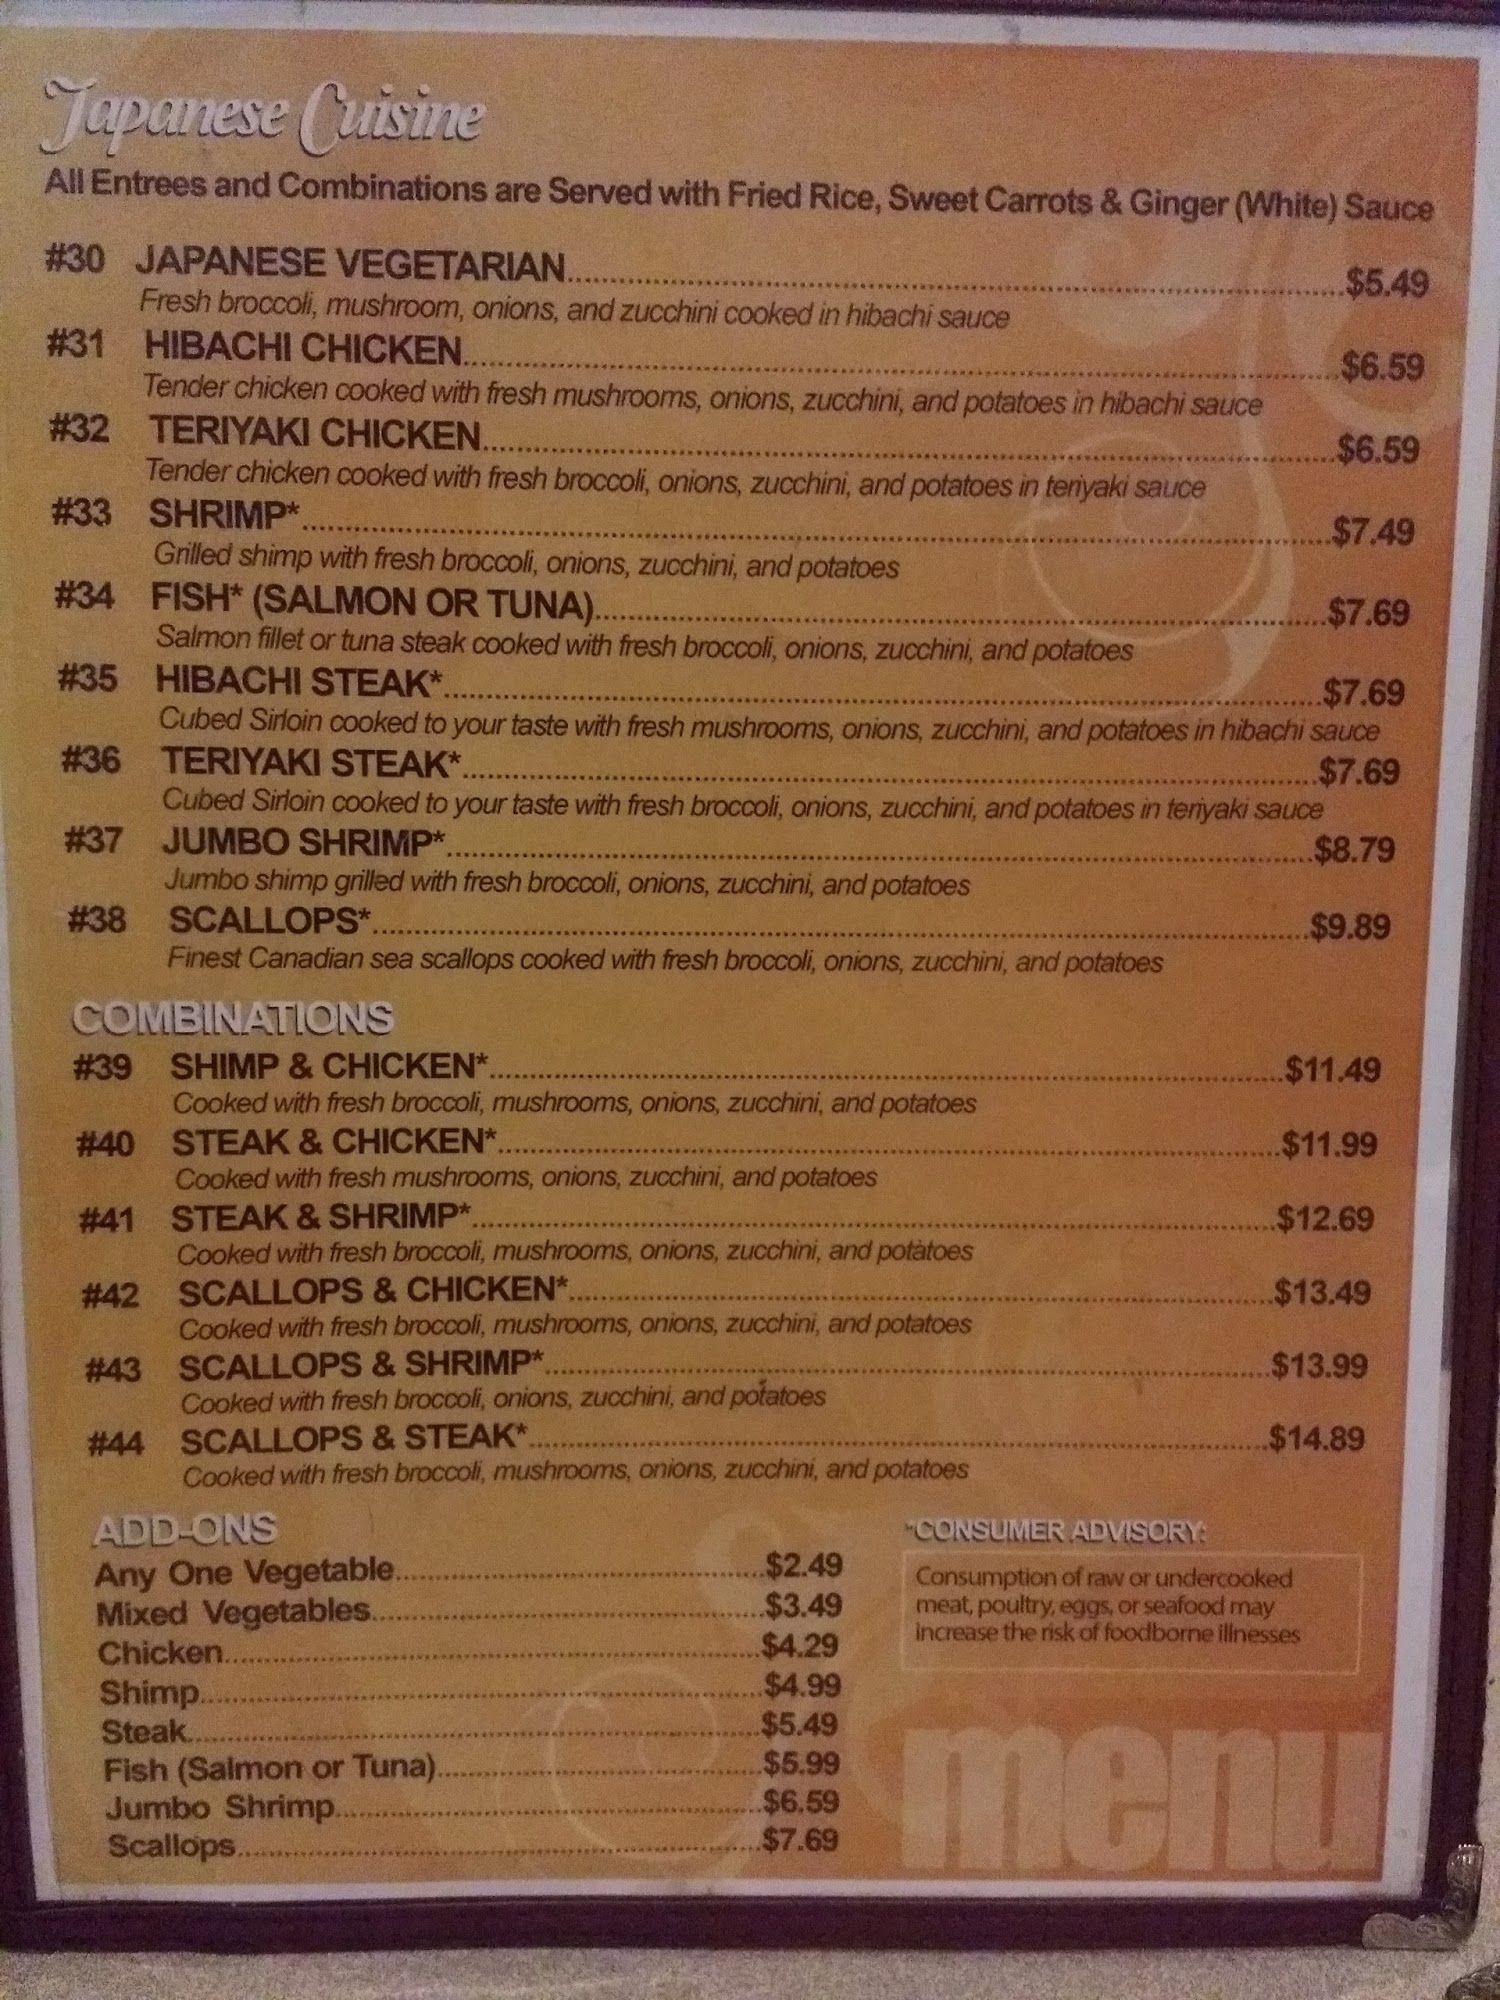 Japanese Cuisine
All Entrees and Combinations are Served with Fried Rice, Sweet Carrots & Ginger (White) Sauce
#30 JAPANESE VEGETARIAN $5.49
Fresh broccoli, mushroom, onions, and zucchini cooked in hibachi sauce
#31 HIBACHI CHICKEN $6.59
Tender chicken cooked with fresh mushrooms, onions, zucchini, and potatoes in hibachi sauce
#32 TERIYAKI CHICKEN $6.59
Tender chicken cooked with fresh broccoli, onions, zucchini, and potatoes in teriyaki sauce
#33 SHRIMP* $7.49
Grilled shimp with fresh broccoli, onions, zucchini, and potatoes
#34 FISH* (SALMON OR TUNA) $7.69
Salmon fillet or tuna steak cooked with fresh broccoli, onions, zucchini, and potatoes
#35 HIBACHI STEAK* $7.69
Cubed Sirloin cooked to your taste with fresh mushrooms, onions, zucchini, and potatoes in hibachi sauce
#36 TERIYAKI STEAK* $7.69
Cubed Sirloin cooked to your taste with fresh broccoli, onions, zucchini, and potatoes in teriyaki sauce
#37 JUMBO SHRIMP* $8.79
Jumbo shimp grilled with fresh broccoli, onions, zucchini, and potatoes
#38 SCALLOPS* $9.89
Finest Canadian sea scallops cooked with fresh broccoli, onions, zucchini, and potatoes
COMBINATIONS
#39 SHIMP & CHICKEN* $11.49
Cooked with fresh broccoli, mushrooms, onions, zucchini, and potatoes
#40 STEAK & CHICKEN* $11.99
Cooked with fresh mushrooms, onions, zucchini, and potatoes
#41 STEAK & SHRIMP* $12.69
Cooked with fresh broccoli, mushrooms, onions, zucchini, and potatoes
#42 SCALLOPS & CHICKEN* $13.49
Cooked with fresh broccoli, mushrooms, onions, zucchini, and potatoes
#43 SCALLOPS & SHRIMP* $13.99
Cooked with fresh broccoli, onions, zucchini, and potatoes
#44 SCALLOPS & STEAK* $14.89
Cooked with fresh broccoli, mushrooms, onions, zucchini, and potatoes
ADD-ONS
Any One Vegetable $2.49
Mixed Vegetables $3.49
Chicken $4.29
Shimp $4.99
Steak $5.49
Fish (Salmon or Tuna) $5.99
Jumbo Shrimp $6.59
Scallops $7.69
*CONSUMER ADVISORY:
Consumption of raw or undercooked
meat, poultry, eggs, or seafood may
increase the risk of foodborne illnesses
menu